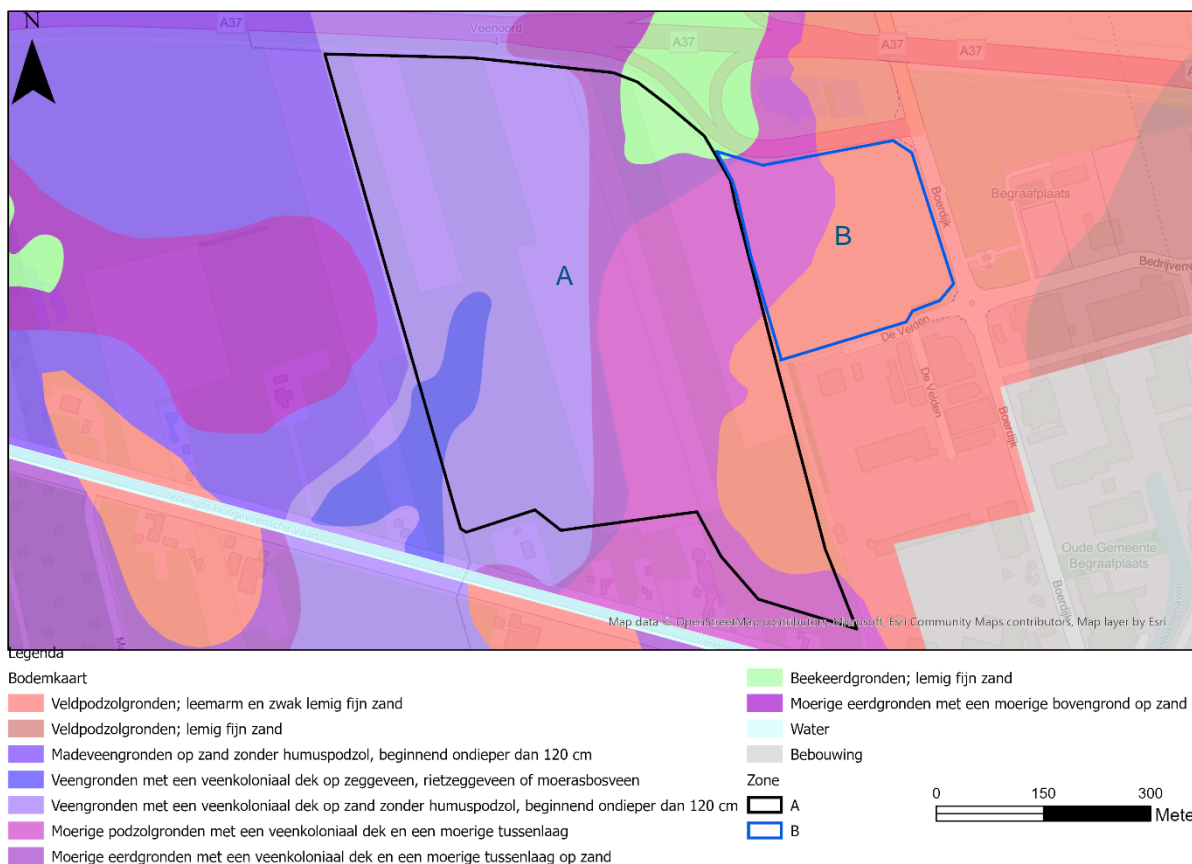 N
A37
Veenoord
4
A37
A37
Boerdijk
Begraafplaats
B
Bedrijvenw
A
De Velden
De Velden
Boerdijk
Verlengde Hoogeveensche Vaart
Oude Gemeente
Begraafplaats
Boerdijk
Map data © OpenStreetMap contributors, Microsoft, Esri Community Maps contributors, Map layer by Esri
Legenda
Bodemkaart
Veldpodzolgronden; leemarm en zwak lemig fijn zand
Veldpodzolgronden; lemig fijn zand
Madeveengronden op zand zonder humuspodzol, beginnend ondieper dan 120 cm
Veengronden met een veenkoloniaal dek op zeggeveen, rietzeggeveen of moerasbosveen
Veengronden met een veenkoloniaal dek op zand zonder humuspodzol, beginnend ondieper dan 120 cm
Moerige podzolgronden met een veenkoloniaal dek en een moerige tussenlaag
Moerige eerdgronden met een veenkoloniaal dek en een moerige tussenlaag op zand
Beekeerdgronden; lemig fijn zand
Moerige eerdgronden met een moerige bovengrond op zand
Water
Bebouwing
Zone
A
B
0 150 300
Mete